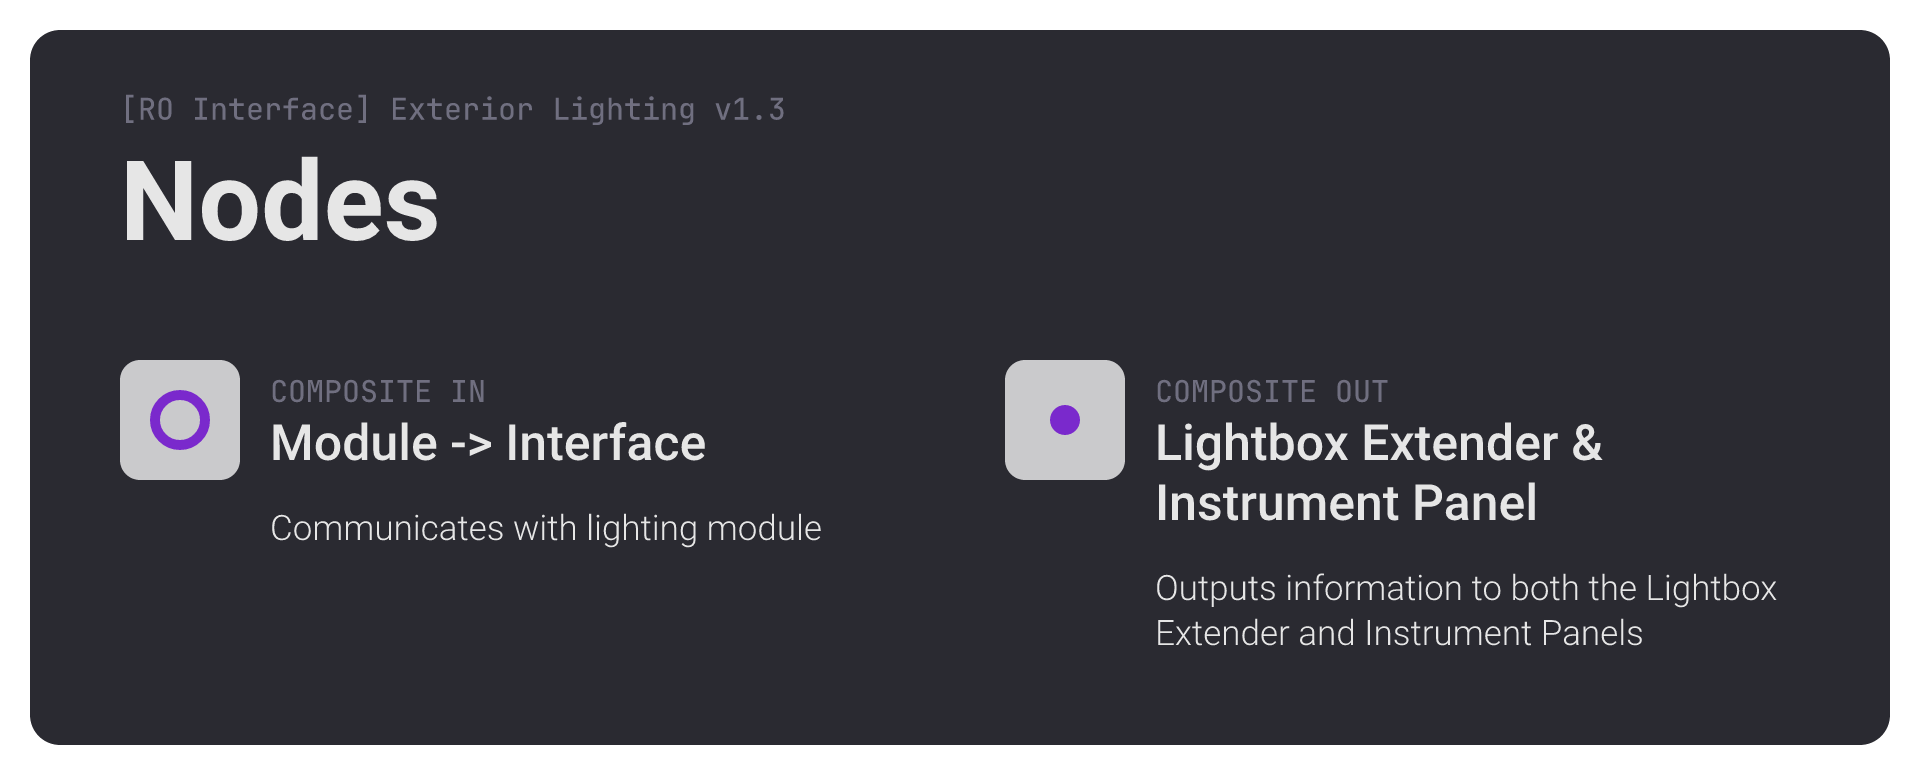 [RO Interface] Exterior Lighting v1.3
Nodes
COMPOSITE IN
Module -> Interface
Communicates with lighting module
COMPOSITE OUT
Lightbox Extender &
Instrument Panel
Outputs information to both the Lightbox
Extender and Instrument Panels